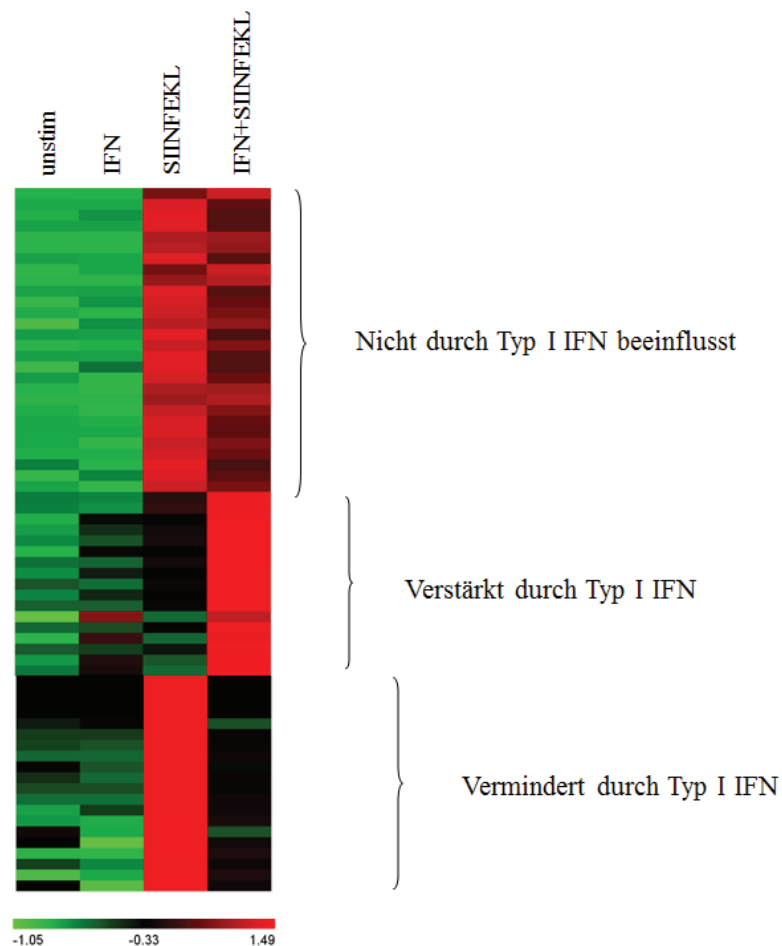 unstim
IFN
SIINFEKL
IFN+SIINFEKL
Nicht durch Typ I IFN beeinflusst
Verstärkt durch Typ I IFN
Vermindert durch Typ I IFN
-1.05 -0.33 1.49